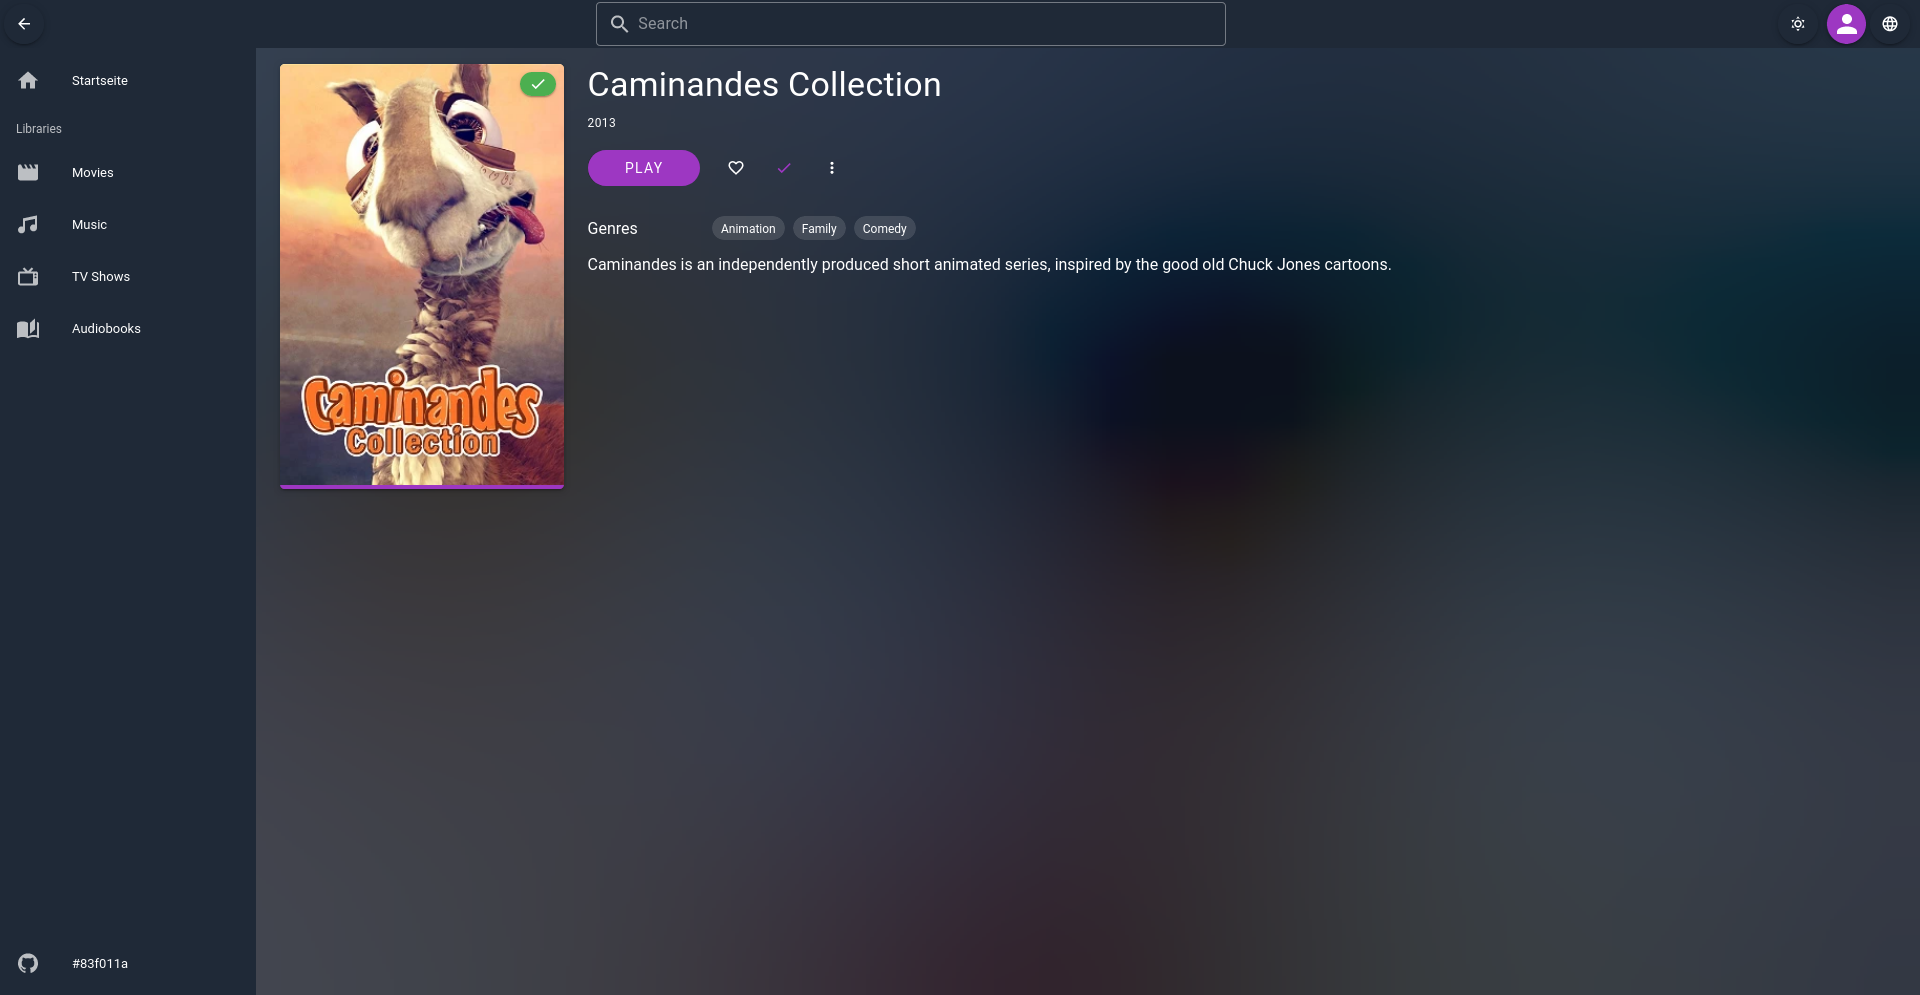 Search
Startseite
Libraries
Movies
Music
TV Shows
Audiobooks
#83f011a
Caminandes
Collection
Caminandes Collection
2013
PLAY
Genres Animation Family Comedy
Caminandes is an independently produced short animated series, inspired by the good old Chuck Jones cartoons.